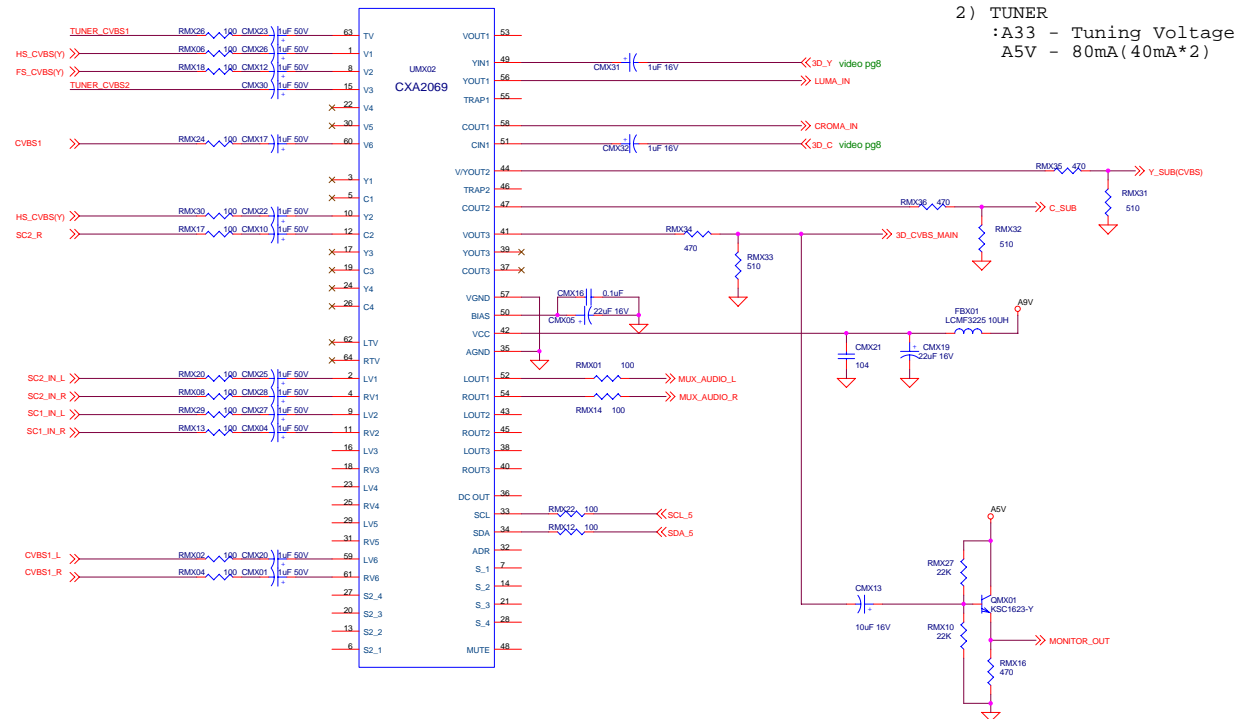 2) TUNER
:A33 - Tuning Voltage
A5V - 80mA(40mA*2)
UMX02
CXA2069
TUNER_CVBS1 RMX26 100 CMX23 1uF 50V 63 TV
HS_CVBS(Y) RMX06 100 CMX26 1uF 50V 1 V1
FS_CVBS(Y) RMX18 100 CMX12 1uF 50V 8 V2
TUNER_CVBS2 CMX30 1uF 50V 15 V3
22 V4
30 V5
CVBS1 RMX24 100 CMX17 1uF 50V 60 V6
3 Y1
5 C1
HS_CVBS(Y) RMX30 100 CMX22 1uF 50V 10 Y2
SC2_R RMX17 100 CMX10 1uF 50V 12 C2
17 Y3
19 C3
24 Y4
26 C4
62 LTV
64 RTV
SC2_IN_L RMX20 100 CMX25 1uF 50V 2 LV1
SC2_IN_R RMX08 100 CMX28 1uF 50V 4 RV1
SC1_IN_L RMX29 100 CMX27 1uF 50V 9 LV2
SC1_IN_R RMX13 100 CMX04 1uF 50V 11 RV2
16 LV3
18 RV3
23 LV4
25 RV4
29 LV5
31 RV5
CVBS1_L RMX02 100 CMX20 1uF 50V 59 LV6
CVBS1_R RMX04 100 CMX01 1uF 50V 61 RV6
27 S2_4
20 S2_3
13 S2_2
6 S2_1
VOUT1 53
YIN1 49 CMX31 + 1uF 16V 3D_Y video pg8
YOUT1 56 LUMA_IN
TRAP1 55
COUT1 58 CROMA_IN
CIN1 51 CMX32 + 1uF 16V 3D_C video pg8
V/YOUT2 44 RMX35 470 Y_SUB(CVBS)
RMX31
510
TRAP2 46
COUT2 47 RMX36 470 C_SUB
RMX32
510
VOUT3 41 RMX34 470 3D_CVBS_MAIN
RMX33
510
YOUT3 39
COUT3 37
VGND 57 CMX16 0.1uF
BIAS 50 CMX05 + 22uF 16V
VCC 42
FBX01
LCMF3225 10UH
A9V
CMX21
104
CMX19
+
22uF 16V
AGND 35
LOUT1 52 RMX01 100 MUX_AUDIO_L
ROUT1 54 RMX14 100 MUX_AUDIO_R
LOUT2 43
ROUT2 45
LOUT3 38
ROUT3 40
DC OUT 36
SCL 33 RMX22 100 SCL_5
SDA 34 RMX12 100 SDA_5
ADR 32
S_1 7
S_2 14
S_3 21
S_4 28
MUTE 48
A5V
RMX27
22K
CMX13
+
10uF 16V
QMX01
KSC1623-Y
RMX10
22K
MONITOR_OUT
RMX16
470